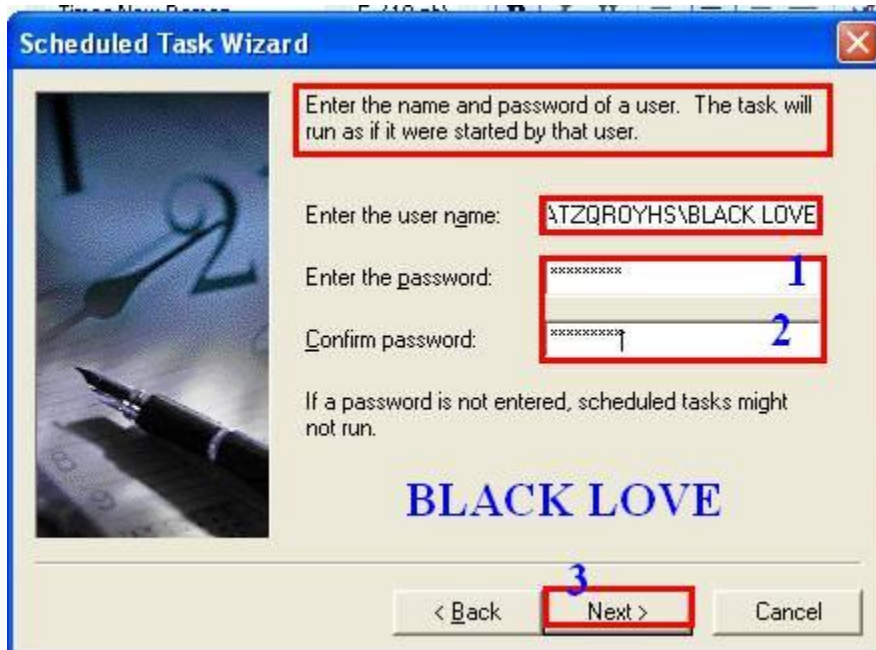 Scheduled Task Wizard
Enter the name and password of a user. The task will
run as if it were started by that user.
Enter the user name: \TZQROYHS\BLACK LOVE
Enter the password: ********* 1
Confirm password: ********* 2
If a password is not entered, scheduled tasks might
not run.
BLACK LOVE
3
< Back Next > Cancel